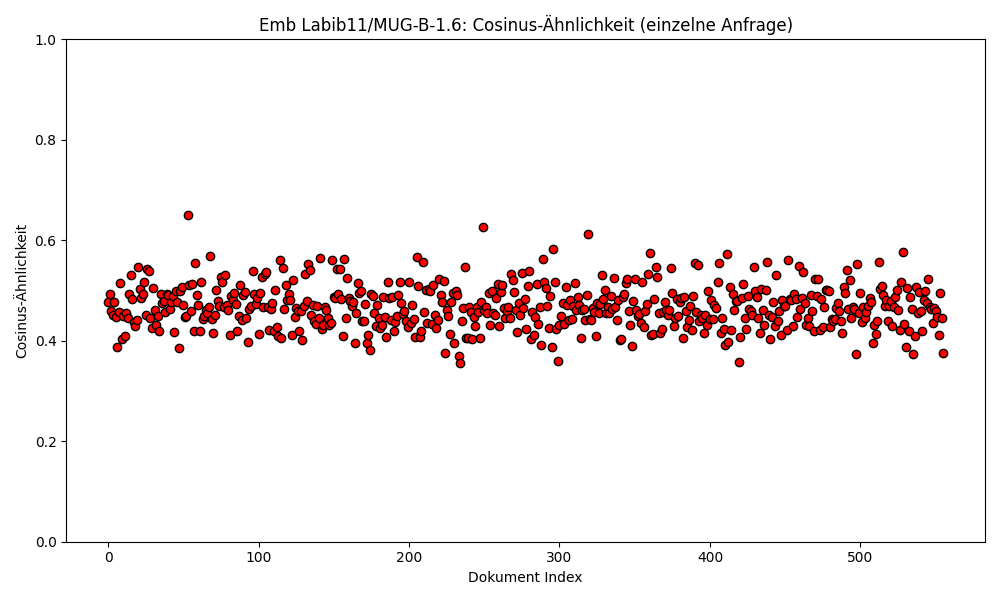 Emb Labib11/MUG-B-1.6: Cosinus-Ähnlichkeit (einzelne Anfrage)
1.0
0.8
0.6
0.4
0.2
0.0
Cosinus-Ähnlichkeit
0 100 200 300 400 500
Dokument Index